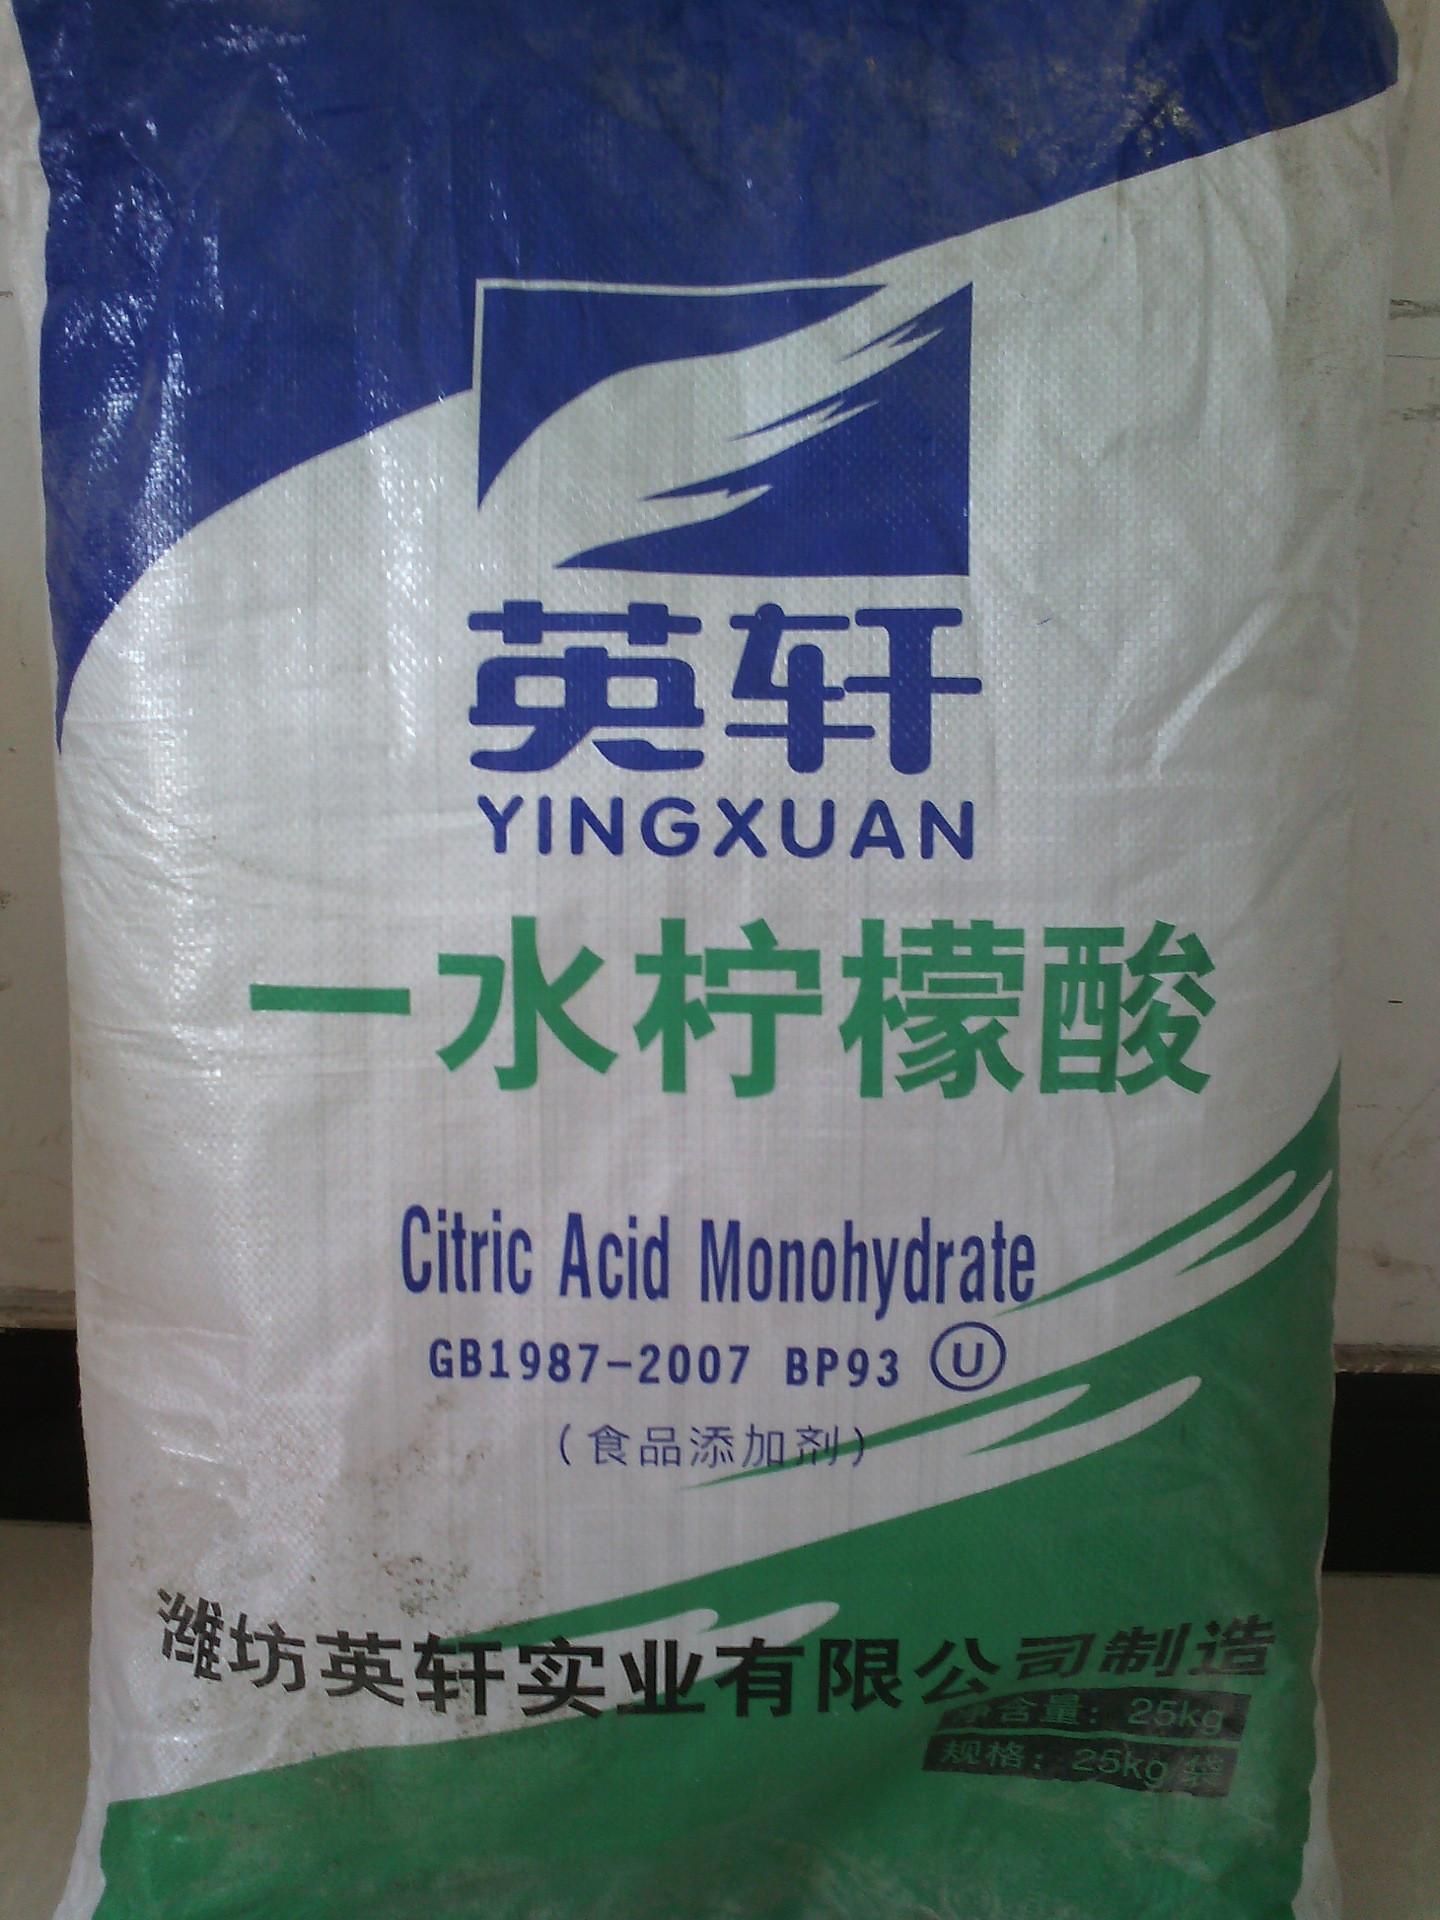 英轩
YINGXUAN
一水柠檬酸
Citric Acid Monohydrate
GB1987-2007 BP93 U
(食品添加剂)
潍坊英轩实业有限公司制造
净含量：25kg
规格：25kg/袋